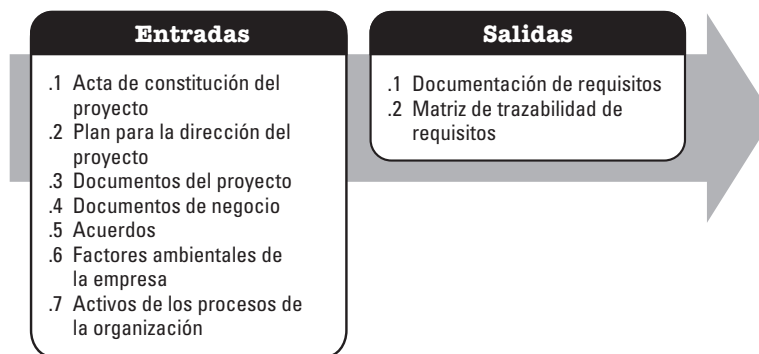 Entradas
.1 Acta de constitución del
proyecto
.2 Plan para la dirección del
proyecto
.3 Documentos del proyecto
.4 Documentos de negocio
.5 Acuerdos
.6 Factores ambientales de
la empresa
.7 Activos de los procesos de
la organización
Salidas
.1 Documentación de requisitos
.2 Matriz de trazabilidad de
requisitos